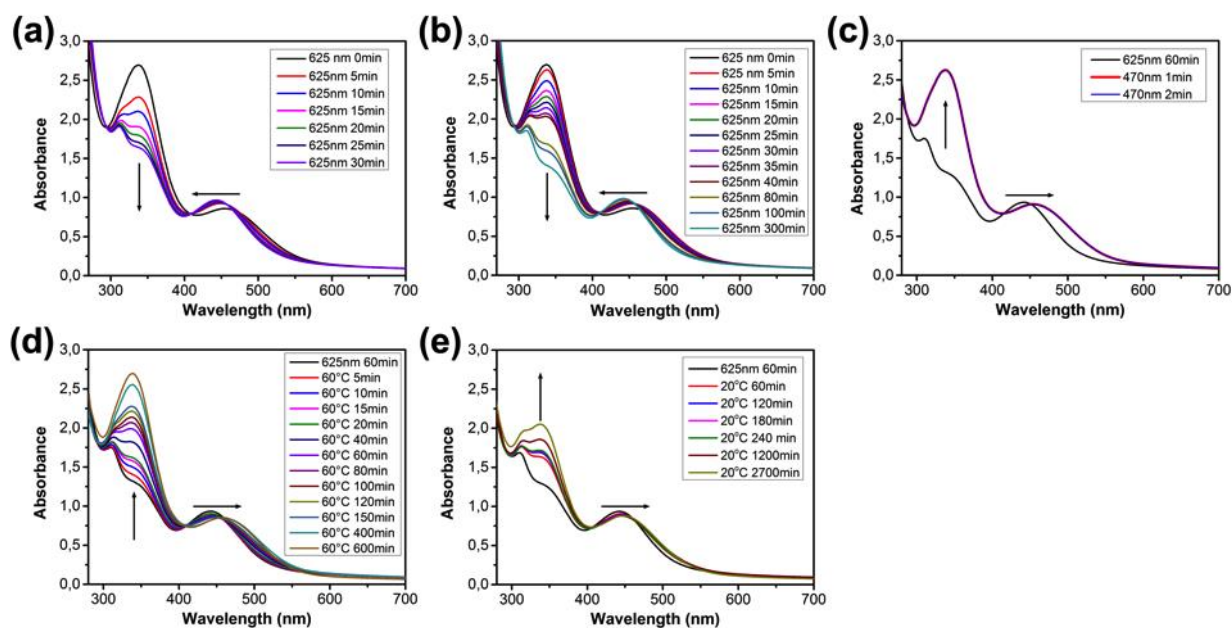 (a)
3,0
2,5
2,0
1,5
1,0
0,5
0,0
Absorbance
300 400 500 600 700
Wavelength (nm)
625 nm 0min
625nm 5min
625nm 10min
625nm 15min
625nm 20min
625nm 25min
625nm 30min
(b)
3,0
2,5
2,0
1,5
1,0
0,5
0,0
Absorbance
300 400 500 600 700
Wavelength (nm)
625 nm 0min
625 nm 5min
625nm 10min
625nm 15min
625nm 20min
625nm 25min
625nm 30min
625nm 35min
625nm 40min
625nm 80min
625nm 100min
625nm 300min
(c)
3,0
2,5
2,0
1,5
1,0
0,5
0,0
Absorbance
300 400 500 600 700
Wavelength (nm)
625nm 60min
470nm 1min
470nm 2min
(d)
3,0
2,5
2,0
1,5
1,0
0,5
0,0
Absorbance
300 400 500 600 700
Wavelength (nm)
625nm 60min
60°C 5min
60°C 10min
60°C 15min
60°C 20min
60°C 40min
60°C 60min
60°C 80min
60°C 100min
60°C 120min
60°C 150min
60°C 400min
60°C 600min
(e)
3,0
2,5
2,0
1,5
1,0
0,5
0,0
Absorbance
300 400 500 600 700
Wavelength (nm)
625nm 60min
20°C 60min
20°C 120min
20°C 180min
20°C 240 min
20°C 1200min
20°C 2700min